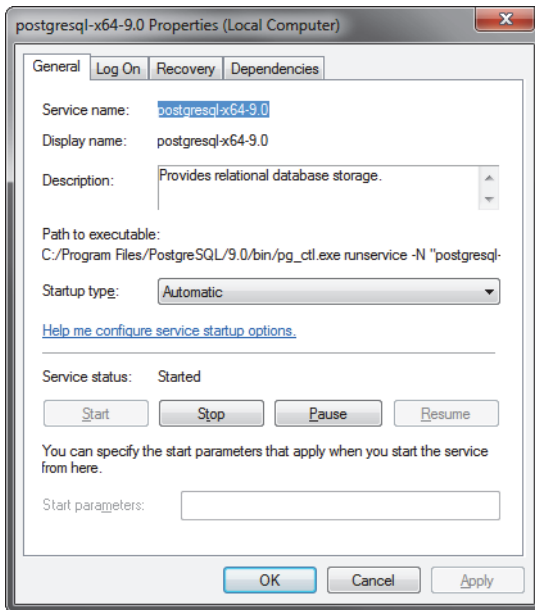 postgresql-x64-9.0 Properties (Local Computer)
General Log On Recovery Dependencies
Service name: postgresql-x64-9.0
Display name: postgresql-x64-9.0
Description: Provides relational database storage.
Path to executable:
C:/Program Files/PostgreSQL/9.0/bin/pg_ctl.exe runservice -N "postgresql-
Startup type: Automatic
Help me configure service startup options.
Service status: Started
Start Stop Pause Resume
You can specify the start parameters that apply when you start the service
from here.
Start parameters:
OK Cancel Apply